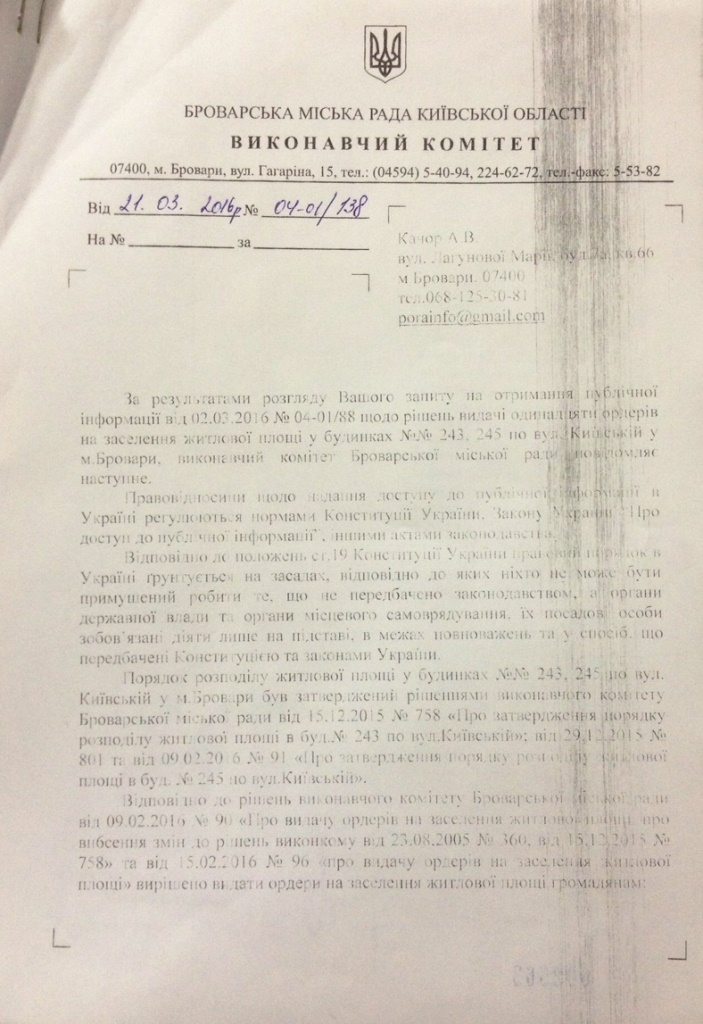 БРОВАРСЬКА МІСЬКА РАДА КИЇВСЬКОЇ ОБЛАСТІ
ВИКОНАВЧИЙ КОМІТЕТ
07400, м. Бровари, вул. Гагаріна, 15, тел.: (04594) 5-40-94, 224-62-72, тел.-факс: 5-53-82
Від 21. 03. 2016р № 04-01/138
На № за
Качор А.В
вул. Лагунової Марії, буд. кв.66
м Бровари. 07400
тел.068-125-30-81
porainfo@gmail.com
За результатами розгляду Вашого запиту на отримання публічної
інформації від 02.03.2016 № 04-01/88 щодо рішень видачі одинадцяти ордерів
на заселення житлової площі у будинках №№ 243, 245 по вул. Київській у
м.Бровари, виконавчий комітет Броварської міської ради повідомляє
наступне.
Правовідносини щодо надання доступу до публічної інформації в
Україні регулюються нормами Конституції України, Закону України "Про
доступ до публічної інформації", іншими актами законодавства.
Відповідно до положень ст.19 Конституції України правовий порядок в
Україні ґрунтується на засадах, відповідно до яких ніхто не може бути
примушений робити те, що не передбачено законодавством, а органи
державної влади та органи місцевого самоврядування, їх посадові особи
зобов'язані діяти лише на підставі, в межах повноважень та у спосіб, що
передбачені Конституцією та законами України.
Порядок розподілу житлової площі у будинках №№ 243, 245 по вул.
Київській у м.Бровари був затверджений рішеннями виконавчого комітету
Броварської міської ради від 15.12.2015 № 758 «Про затвердження порядку
розподілу житлової площі в буд.№ 243 по вул.Київській»; від 29.12.2015 №
801 та від 09.02.2016 № 91 «Про затвердження порядку розподілу житлової
площі в буд. № 245 по вул.Київській».
Відповідно до рішень виконавчого комітету Броварської міської ради
від 09.02.2016 № 90 «Про видачу ордерів на заселення житлової площі, про
внесення змін до рішень виконкому від 23.08.2005 № 360, від 15.12.2015 №
758» та від 15.02.2016 № 96 «про видачу ордерів на заселення житлової
площі» вирішено видати ордери на заселення житлової площі громадянам: